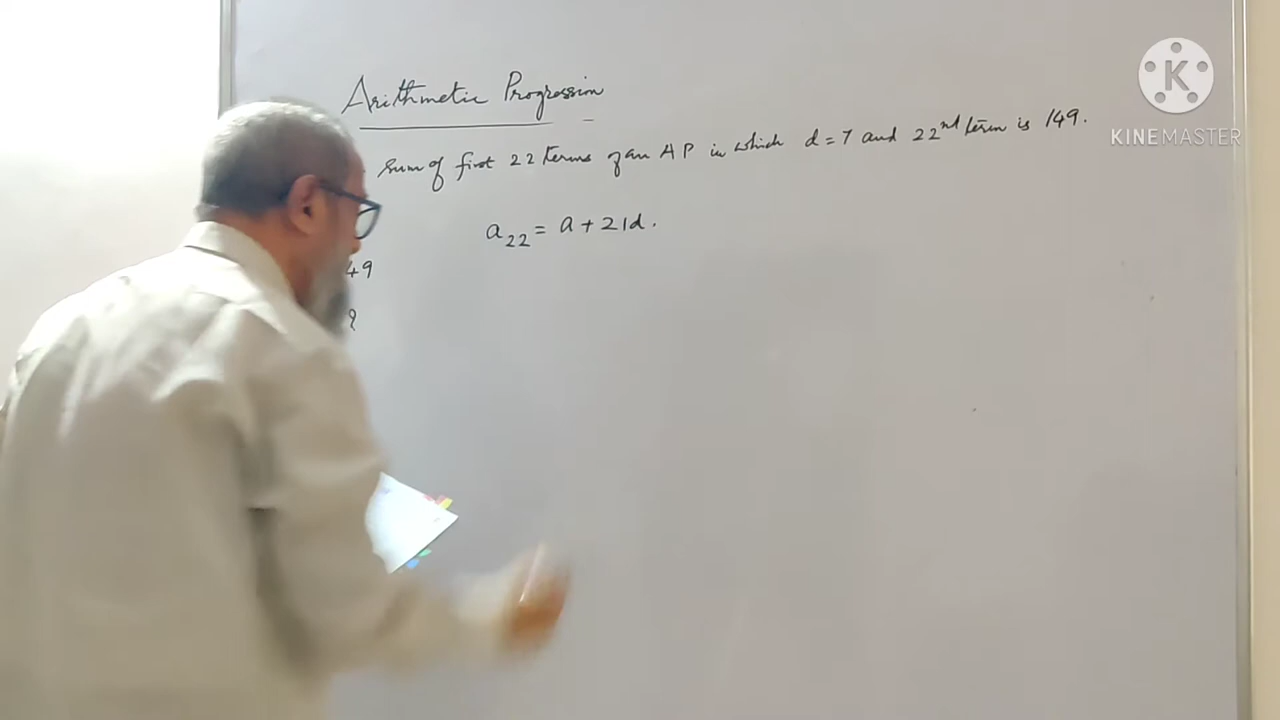 Arithmetic Progression
Sum of first 22 terms of an AP in which d = 7 and 22nd term is 149.
a22 = a + 21d.
49
?
K
KINEMASTER